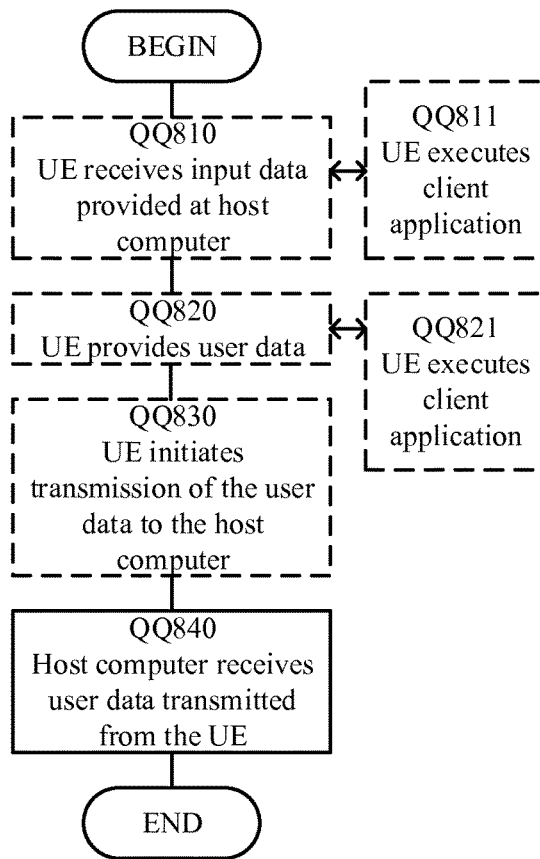 BEGIN
QQ810
UE receives input data
provided at host
computer
QQ811
UE executes
client
application
QQ820
UE provides user data
QQ821
UE executes
client
application
QQ830
UE initiates
transmission of the user
data to the host
computer
QQ840
Host computer receives
user data transmitted
from the UE
END